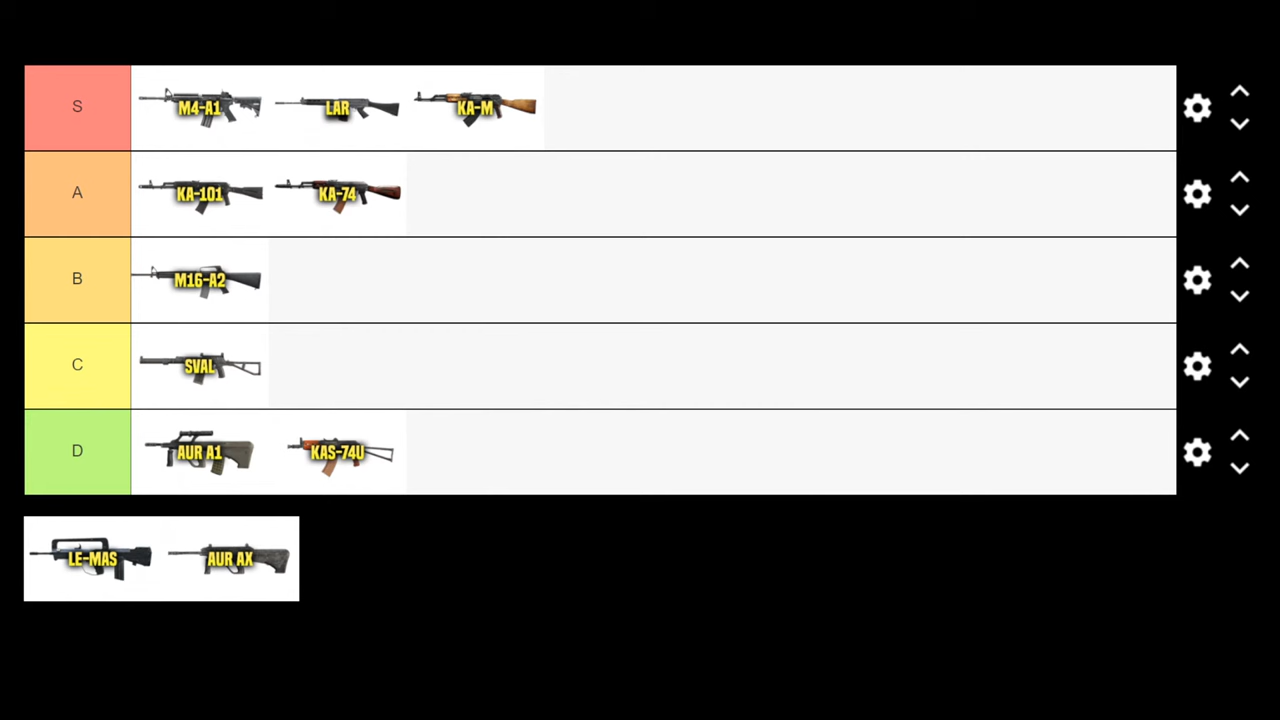 S
M4-A1 LAR KA-M
A
KA-101 KA-74
B
M16-A2
C
SVAL
D
AUR A1 KAS-74U
LE-MAS AUR AX